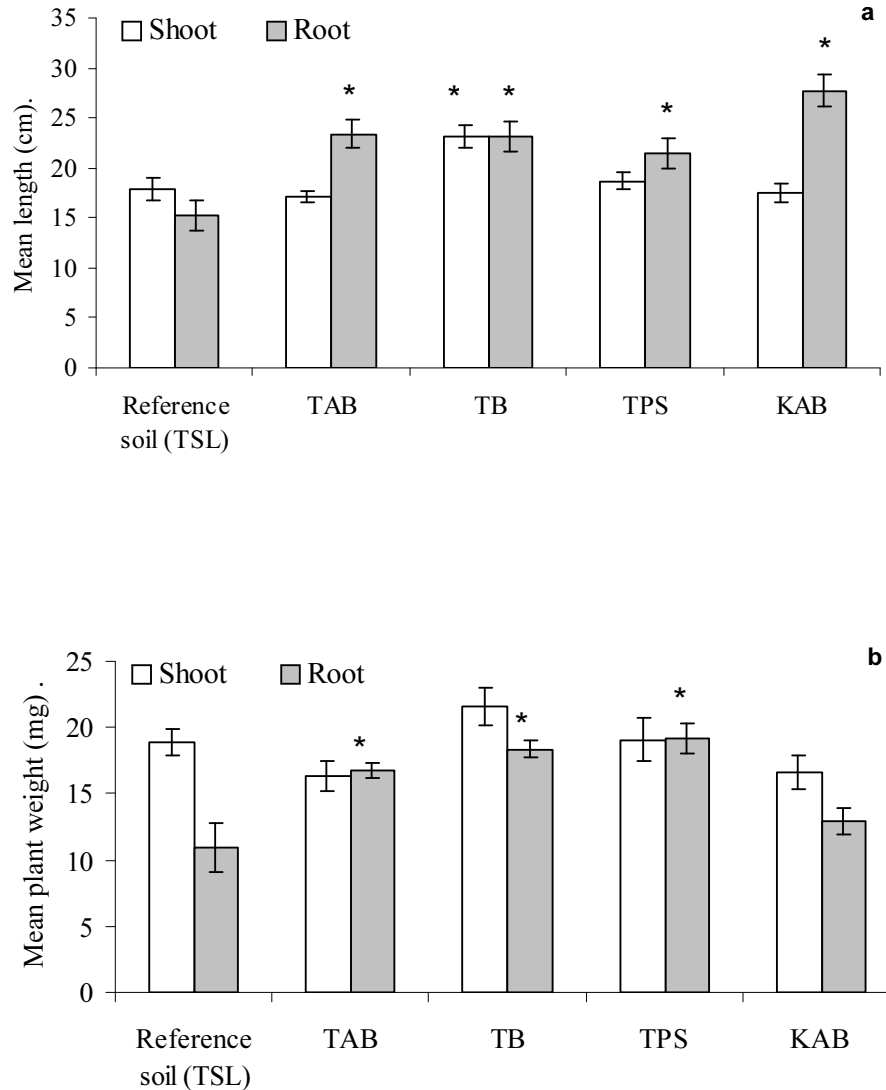 a
Shoot Root
35
30
25
20
15
10
5
0
Mean length (cm).
* * * * *
Reference
soil (TSL)
TAB TB TPS KAB
b
Shoot Root
25
20
15
10
5
0
Mean plant weight (mg) .
* * *
Reference
soil (TSL)
TAB TB TPS KAB